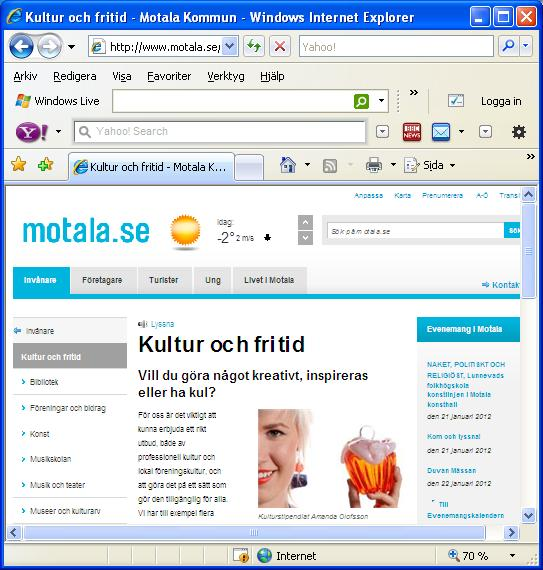 Kultur och fritid - Motala Kommun - Windows Internet Explorer
http://www.motala.se/
Yahoo!
Arkiv Redigera Visa Favoriter Verktyg Hjälp
Windows Live
»
Logga in
Y! Yahoo! Search
BBC NEWS
Kultur och fritid - Motala K...
Sida
»
Anpassa Karta Prenumerera A-Ö Transl
motala.se
Idag:
-2° 2 m/s
Sök på motala.se
SÖK
Invånare Företagare Turister Ung Livet i Motala
Kontak
Invånare
Kultur och fritid
Bibliotek
Föreningar och bidrag
Konst
Musikskolan
Musik och teater
Museer och kulturarv
Lyssna
Kultur och fritid
Vill du göra något kreativt, inspireras
eller ha kul?
För oss är det viktigt att
kunna erbjuda ett rikt
utbud, både av
professionell kultur och
lokal föreningskultur, och
att göra det på ett sätt som
gör den tillgänglig för alla.
Vi har till exempel flera
Kulturstipendiat Amanda Olofsson
Evenemang i Motala
NAKET, POLITISKT OCH
RELIGIÖST, Lunnevads
folkhögskola
konstlinjen i Motala
konsthall
den 21 januari 2012
Kom och lyssna!
den 21 januari 2012
Duvan Mässan
den 22 januari 2012
Till
Evenemangskalendern
Internet
70 %